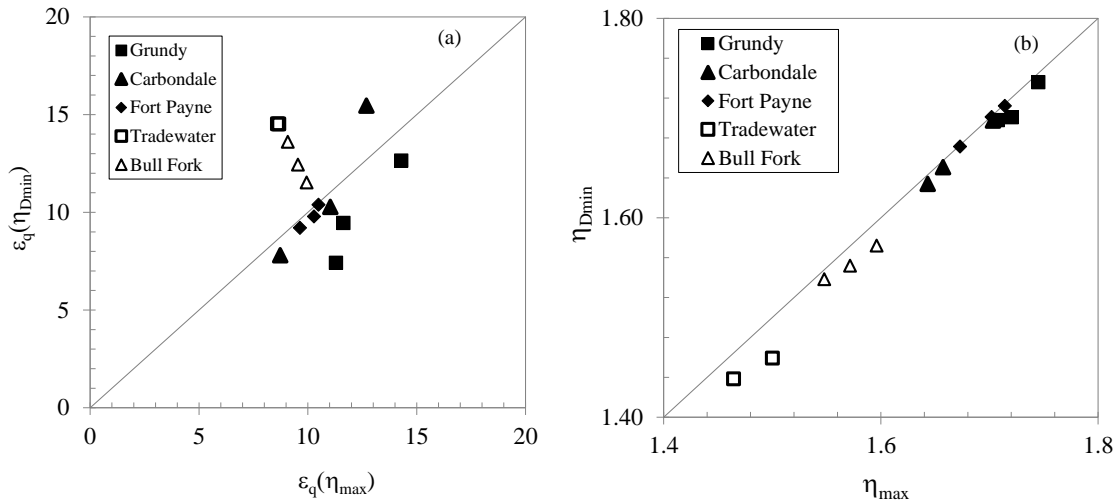 20
15
10
5
0
0 5 10 15 20
ε_q(η_Dmin)
ε_q(η_max)
(a)
Grundy
Carbondale
Fort Payne
Tradewater
Bull Fork
1.80
1.60
1.40
1.4 1.6 1.8
η_Dmin
η_max
(b)
Grundy
Carbondale
Fort Payne
Tradewater
Bull Fork